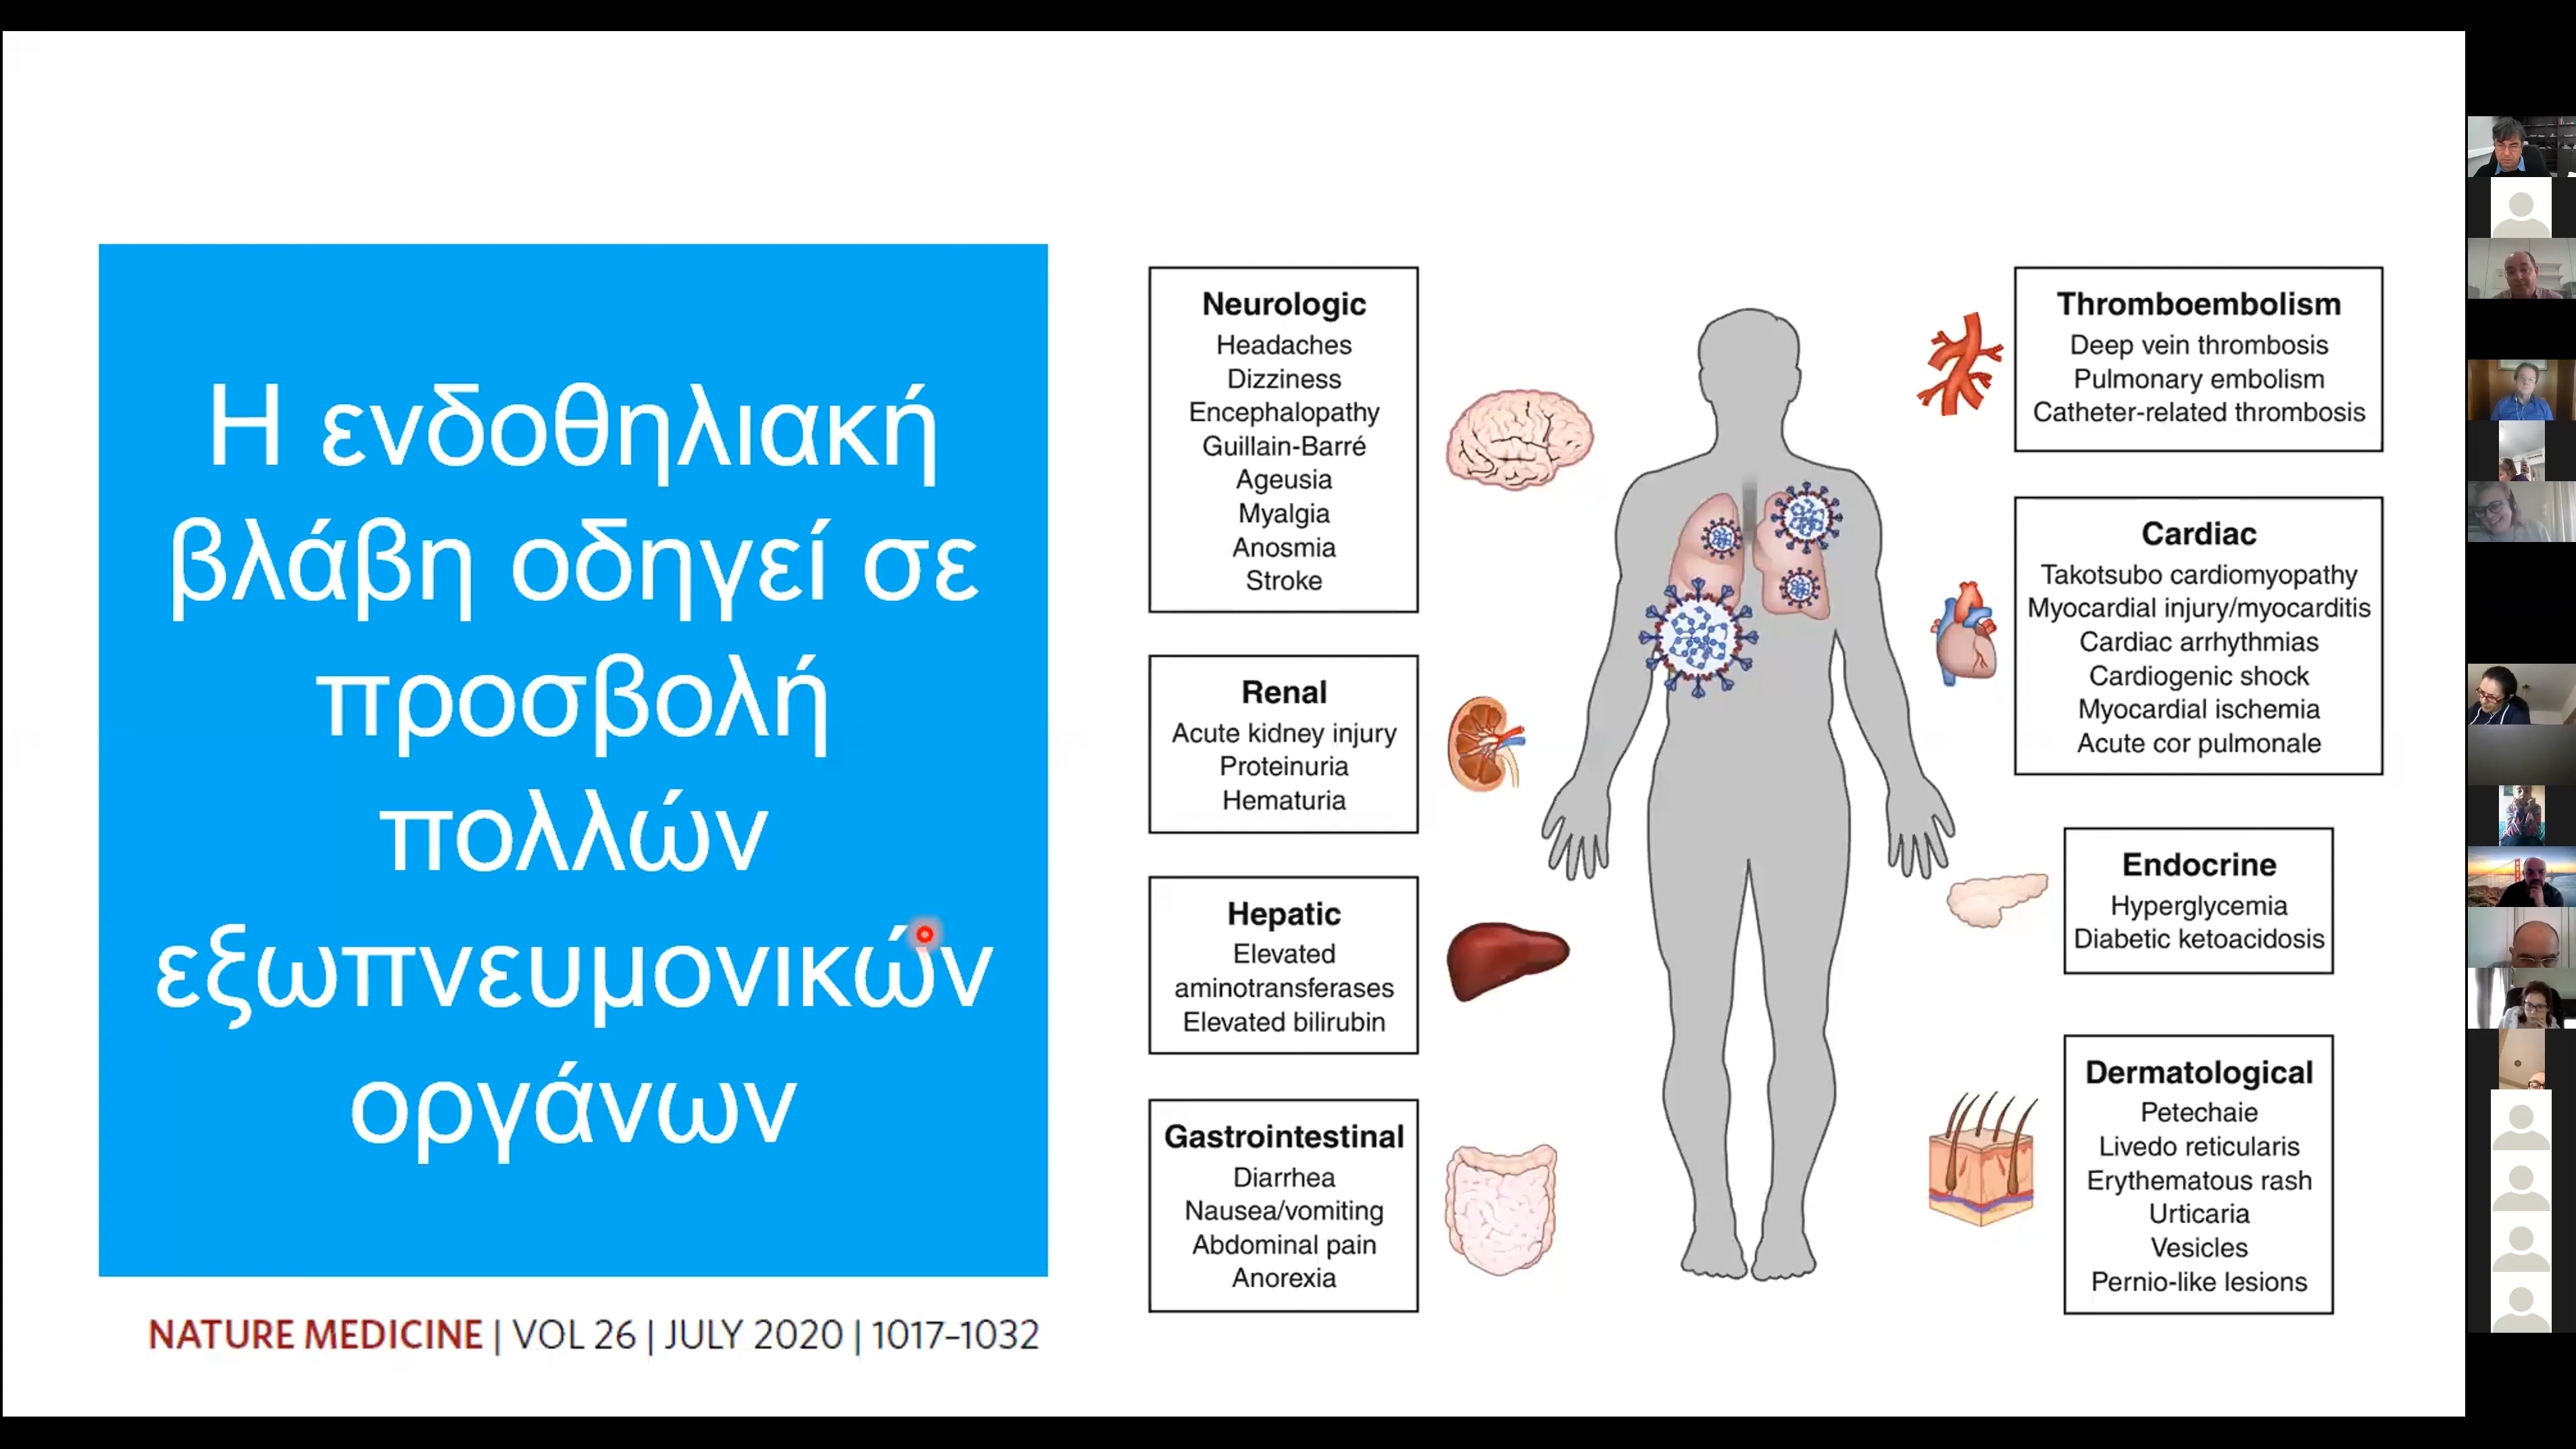 Η ενδοθηλιακή
βλάβη οδηγεί σε
προσβολή
πολλών
εξωπνευμονικών
οργάνων
NATURE MEDICINE | VOL 26 | JULY 2020 | 1017–1032
Neurologic
Headaches
Dizziness
Encephalopathy
Guillain-Barré
Ageusia
Myalgia
Anosmia
Stroke
Renal
Acute kidney injury
Proteinuria
Hematuria
Hepatic
Elevated
aminotransferases
Elevated bilirubin
Gastrointestinal
Diarrhea
Nausea/vomiting
Abdominal pain
Anorexia
Thromboembolism
Deep vein thrombosis
Pulmonary embolism
Catheter-related thrombosis
Cardiac
Takotsubo cardiomyopathy
Myocardial injury/myocarditis
Cardiac arrhythmias
Cardiogenic shock
Myocardial ischemia
Acute cor pulmonale
Endocrine
Hyperglycemia
Diabetic ketoacidosis
Dermatological
Petechaie
Livedo reticularis
Erythematous rash
Urticaria
Vesicles
Pernio-like lesions